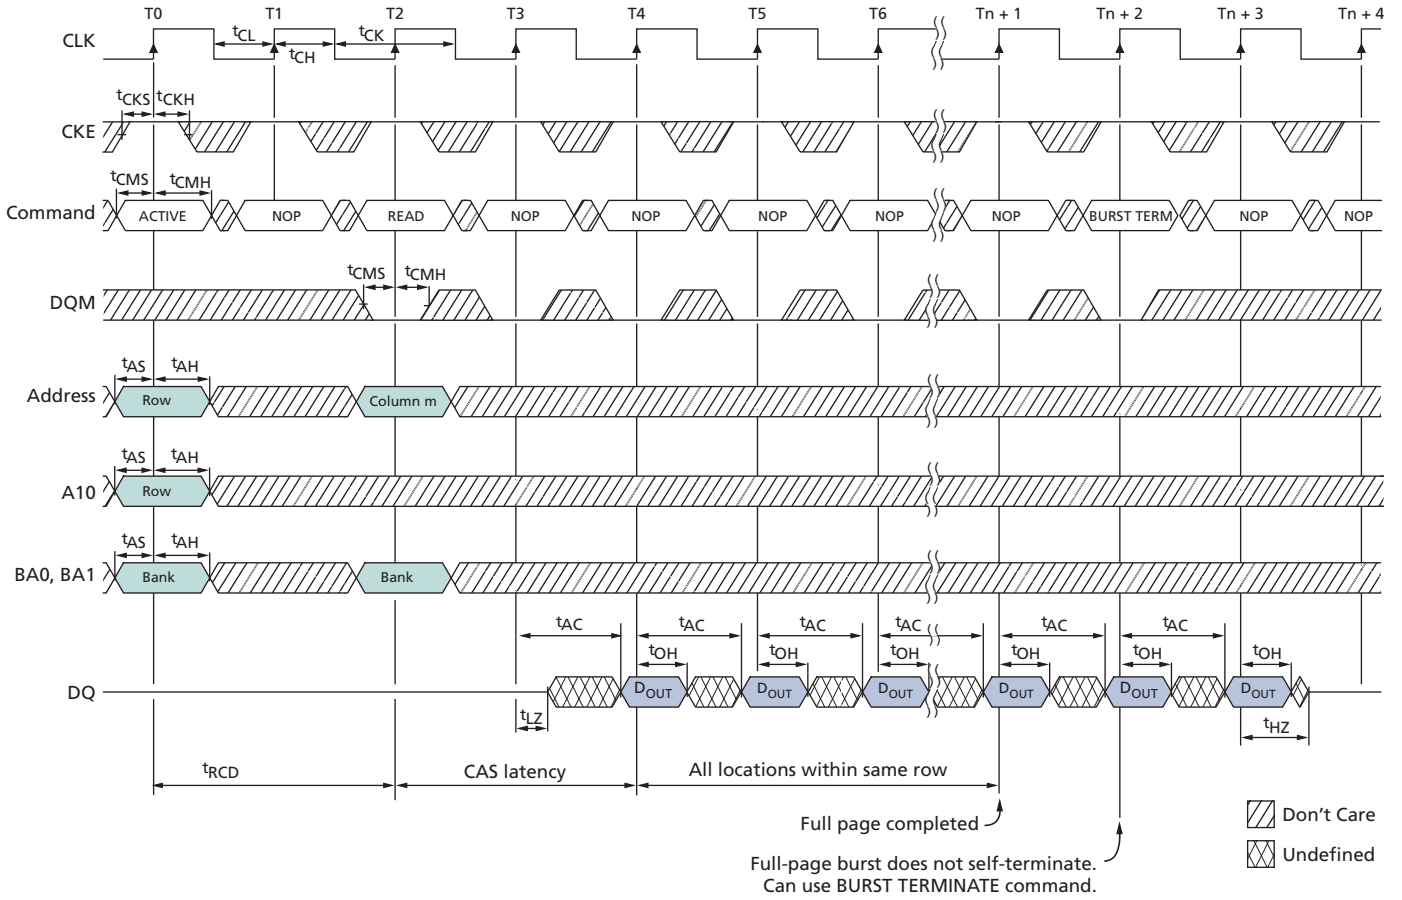 T0 T1 T2 T3 T4 T5 T6 Tn + 1 Tn + 2 Tn + 3 Tn + 4
CLK tCL tCH tCK
tCKS tCKH
CKE
tCMS tCMH
Command ACTIVE NOP READ NOP NOP NOP NOP NOP BURST TERM NOP NOP
tCMS tCMH
DQM
tAS tAH
Address Row Column m
tAS tAH
A10 Row
tAS tAH
BA0, BA1 Bank Bank
tAC tAC tAC tAC tAC tAC
tOH tOH tOH tOH tOH tOH
DQ DOUT DOUT DOUT DOUT DOUT DOUT
tLZ tHZ
tRCD CAS latency All locations within same row
Full page completed
Don't Care
Undefined
Full-page burst does not self-terminate.
Can use BURST TERMINATE command.